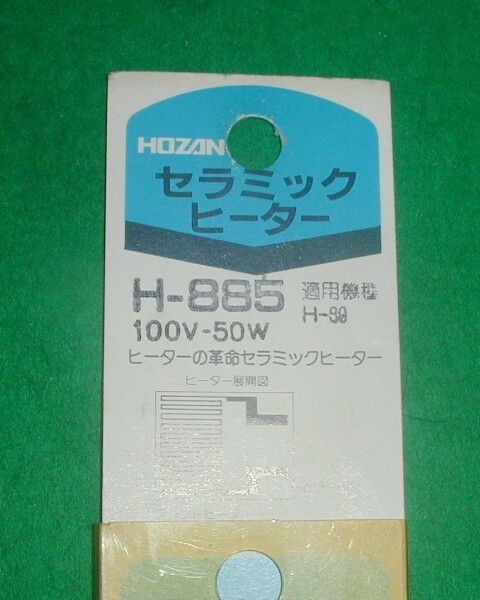 HOZAN
セラミック
ヒーター
H-885
適用機種
100V-50W
ヒーターの革命セラミックヒーター
ヒーター展開図